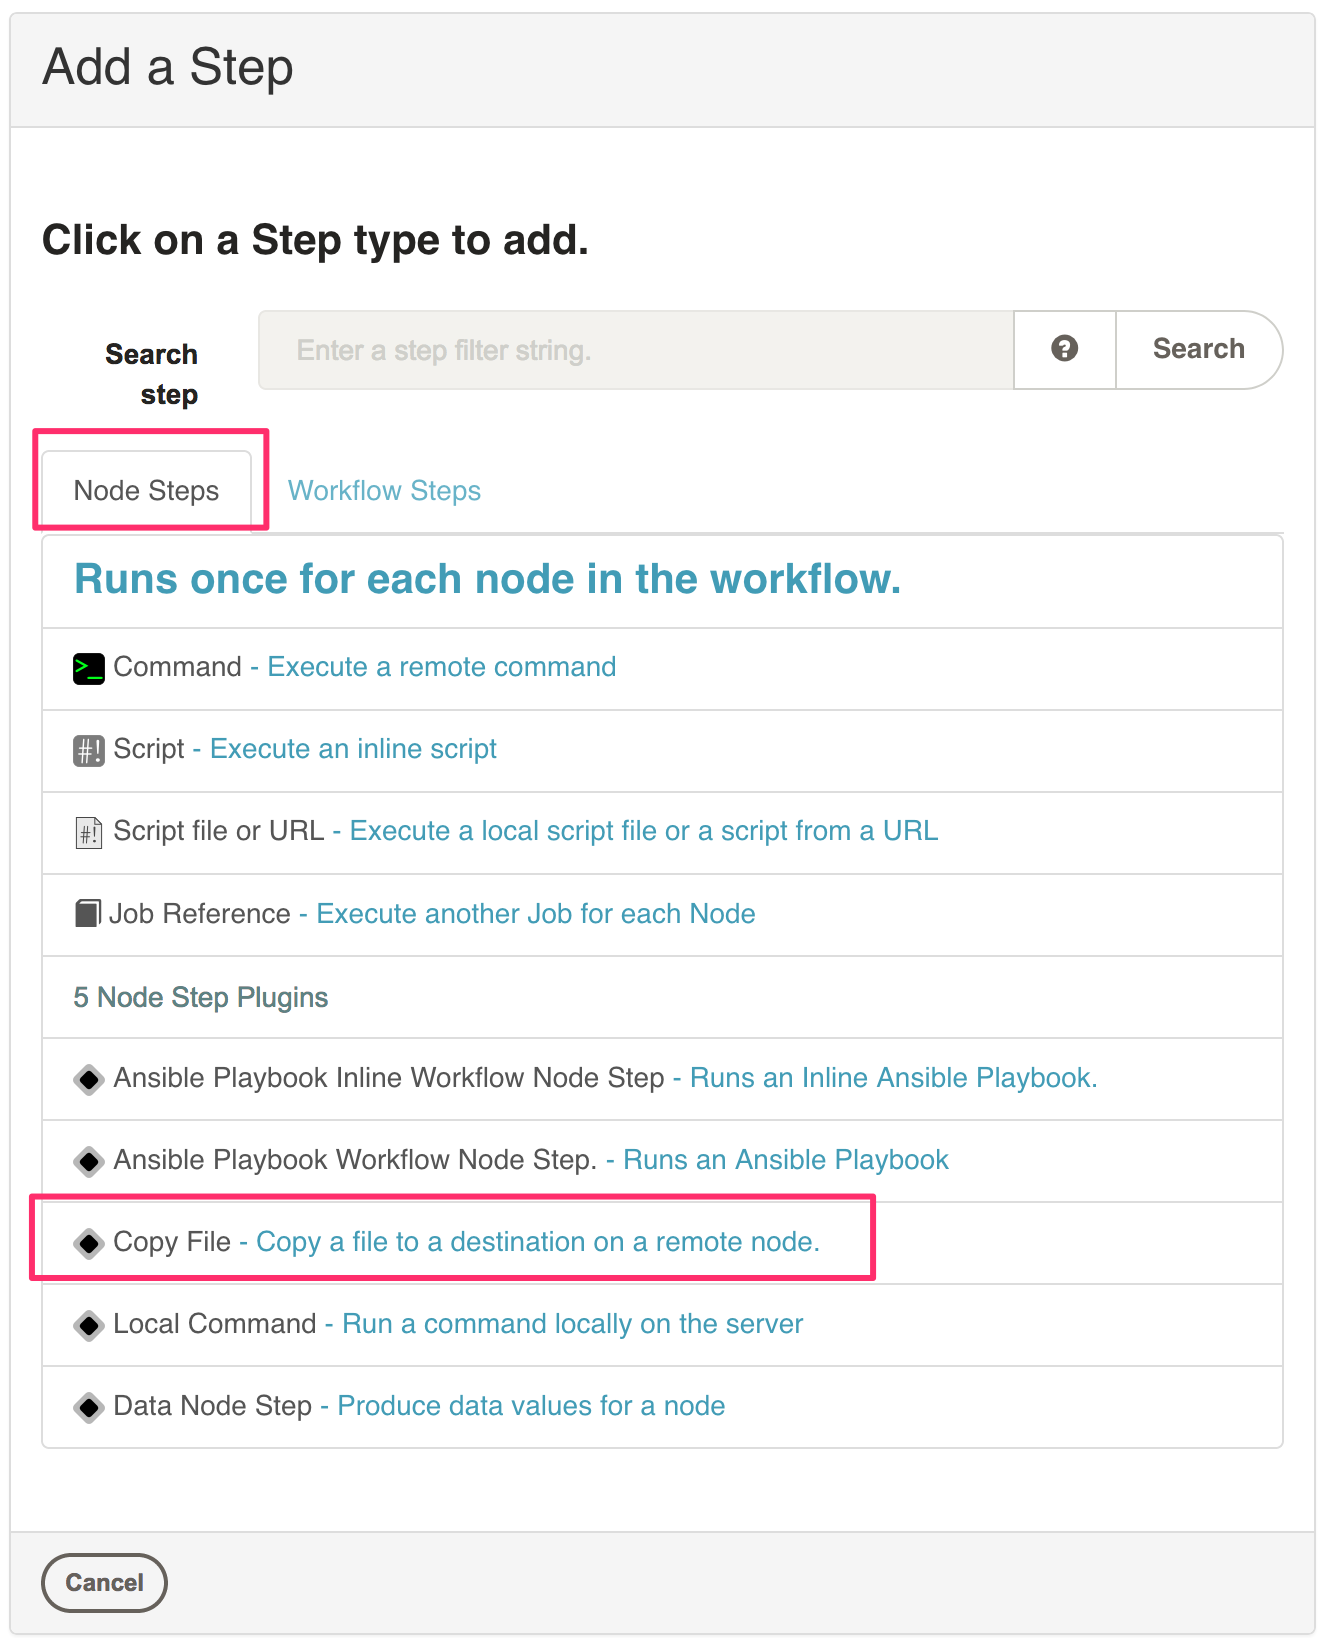 Add a Step
Click on a Step type to add.
Search
step
Enter a step filter string.
?
Search
Node Steps
Workflow Steps
Runs once for each node in the workflow.
>_ Command - Execute a remote command
#! Script - Execute an inline script
#! Script file or URL - Execute a local script file or a script from a URL
Job Reference - Execute another Job for each Node
5 Node Step Plugins
Ansible Playbook Inline Workflow Node Step - Runs an Inline Ansible Playbook.
Ansible Playbook Workflow Node Step. - Runs an Ansible Playbook
Copy File - Copy a file to a destination on a remote node.
Local Command - Run a command locally on the server
Data Node Step - Produce data values for a node
Cancel